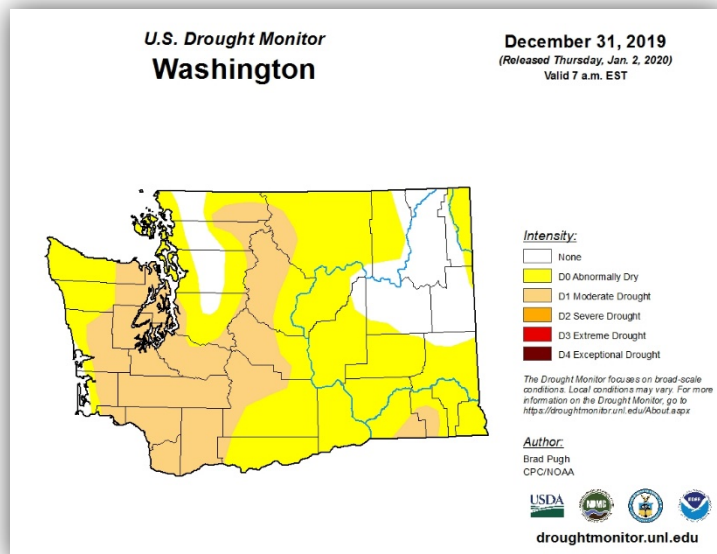 U.S. Drought Monitor
Washington
December 31, 2019
(Released Thursday, Jan. 2, 2020)
Valid 7 a.m. EST
Intensity:
None
D0 Abnormally Dry
D1 Moderate Drought
D2 Severe Drought
D3 Extreme Drought
D4 Exceptional Drought
The Drought Monitor focuses on broad-scale
conditions. Local conditions may vary. For more
information on the Drought Monitor, go to
https://droughtmonitor.unl.edu/About.aspx
Author:
Brad Pugh
CPC/NOAA
USDA
NDMC
droughtmonitor.unl.edu